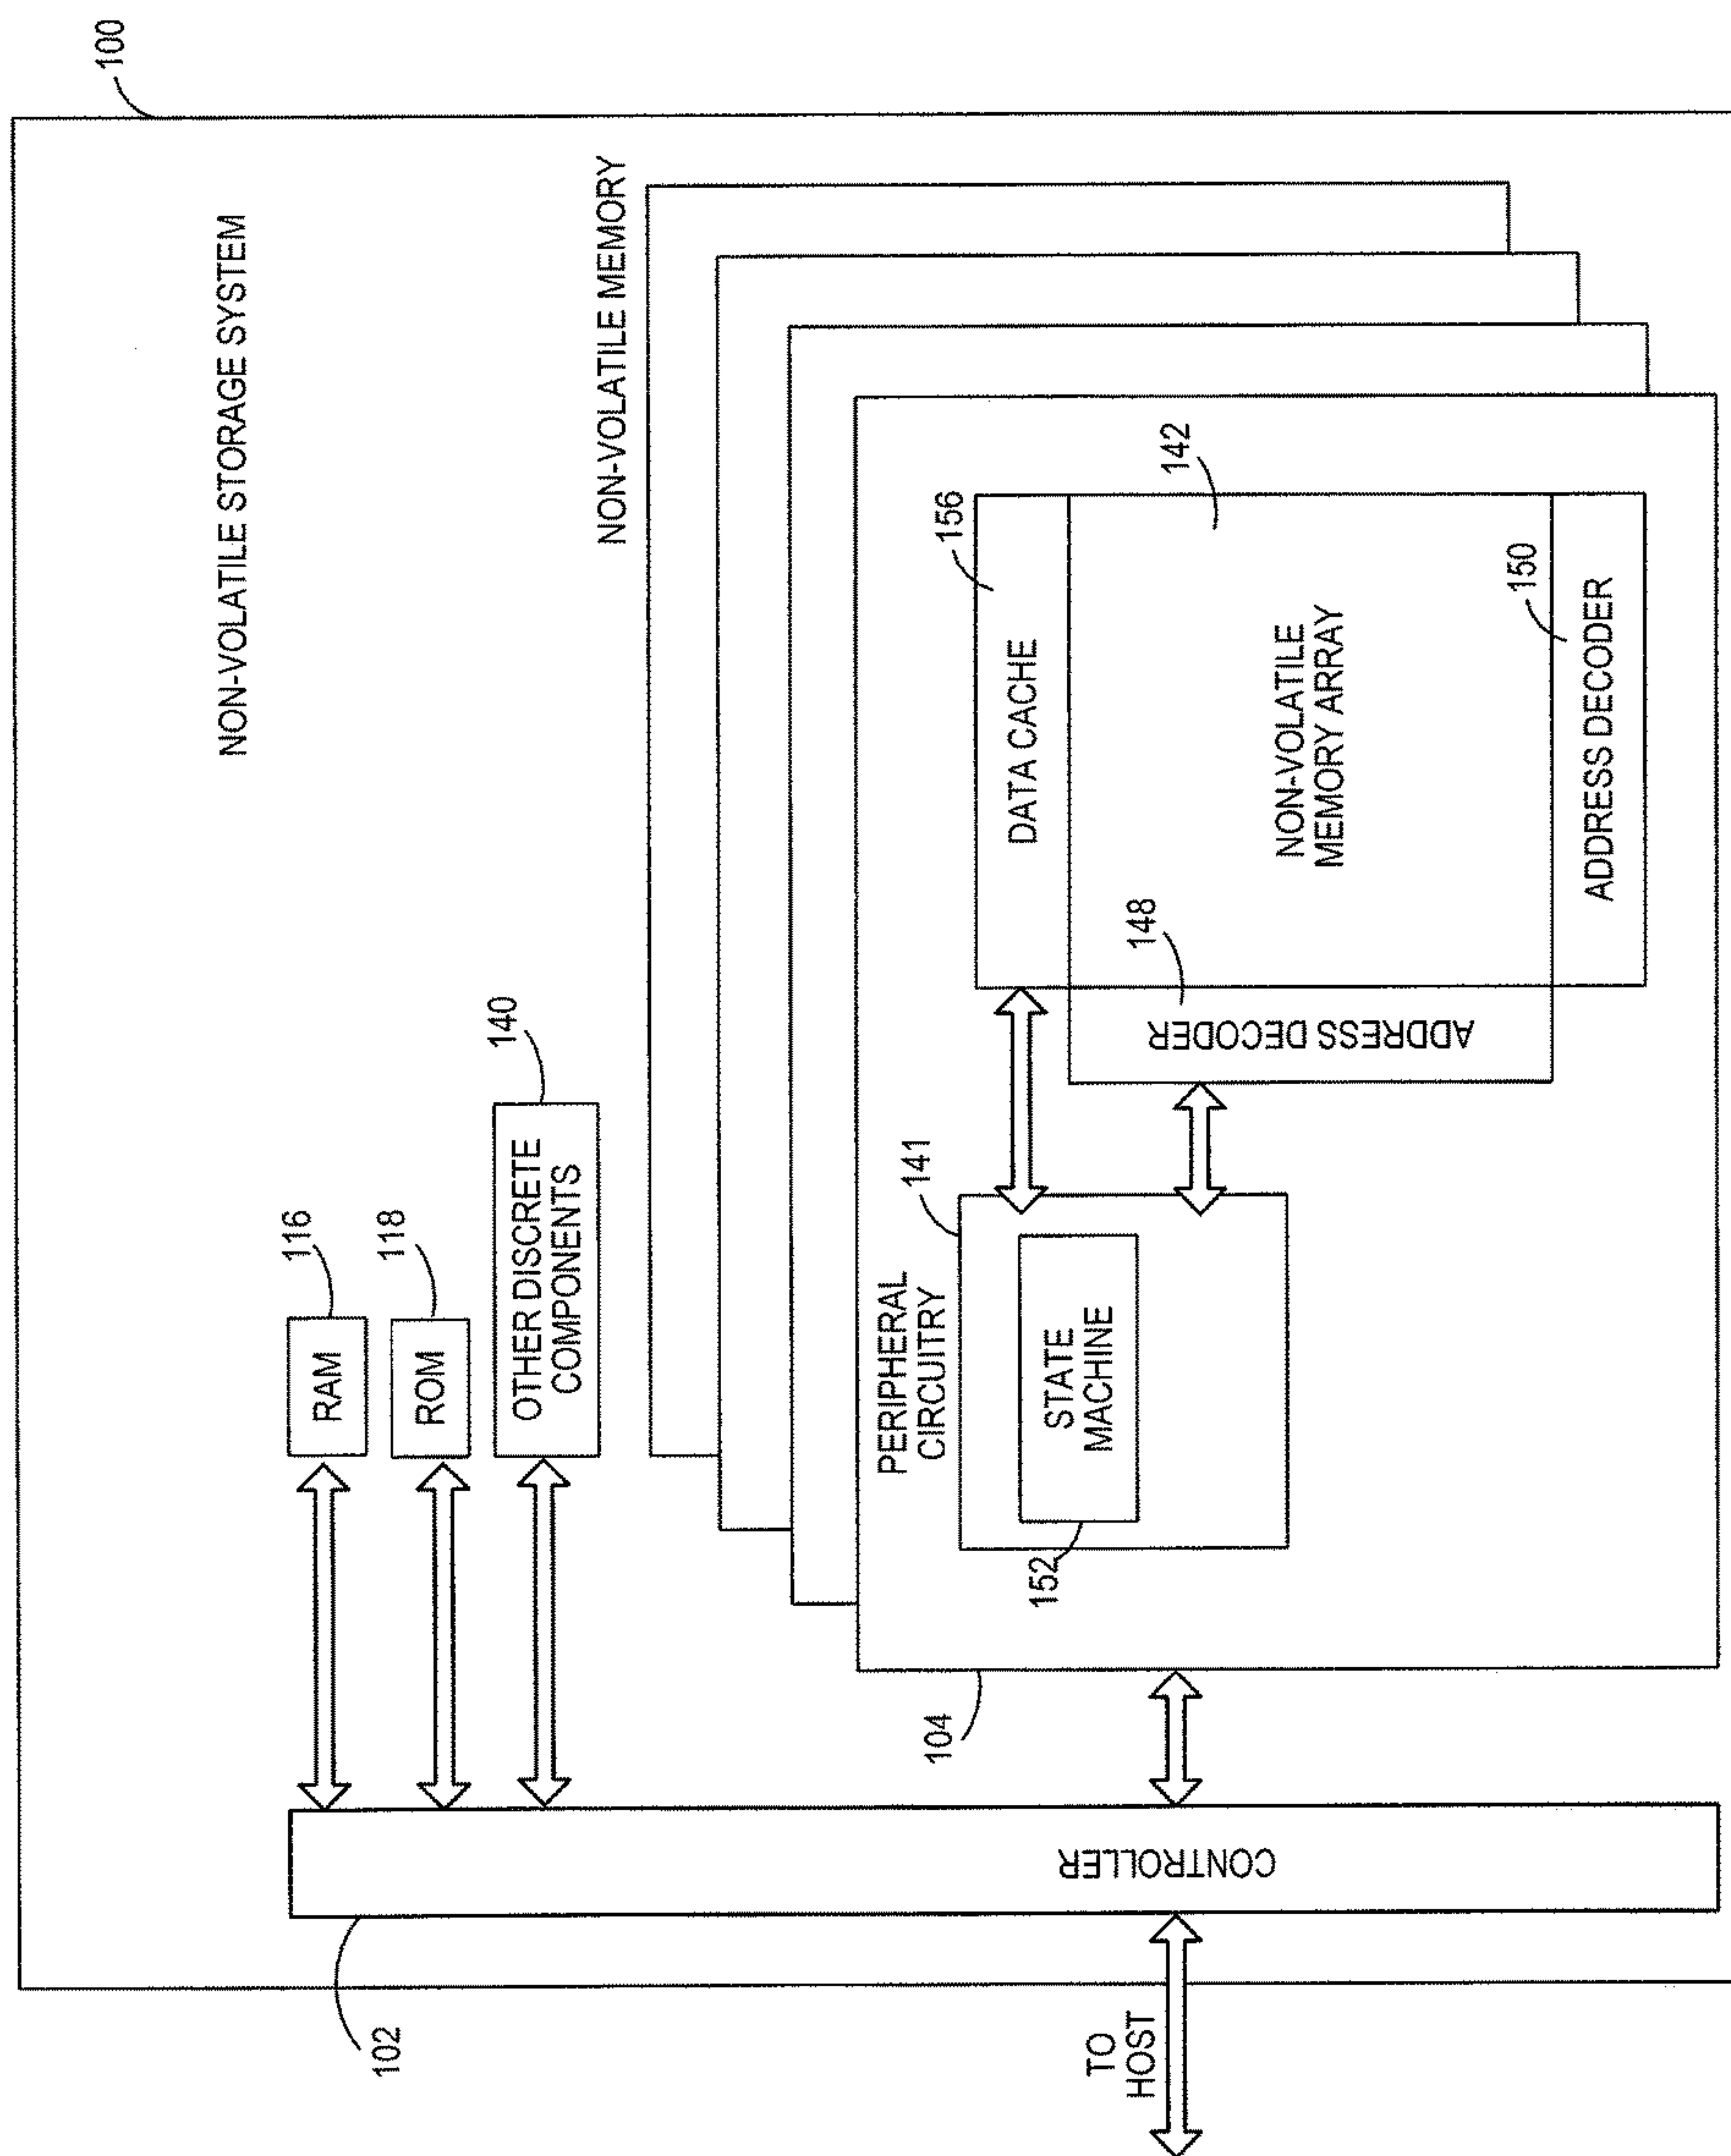 100
NON-VOLATILE STORAGE SYSTEM
116
RAM
118
ROM
140
OTHER DISCRETE
COMPONENTS
NON-VOLATILE MEMORY
PERIPHERAL
CIRCUITRY
141
STATE
MACHINE
152
156
DATA CACHE
142
NON-VOLATILE
MEMORY ARRAY
148
ADDRESS DECODER
150
ADDRESS DECODER
104
CONTROLLER
102
TO
HOST